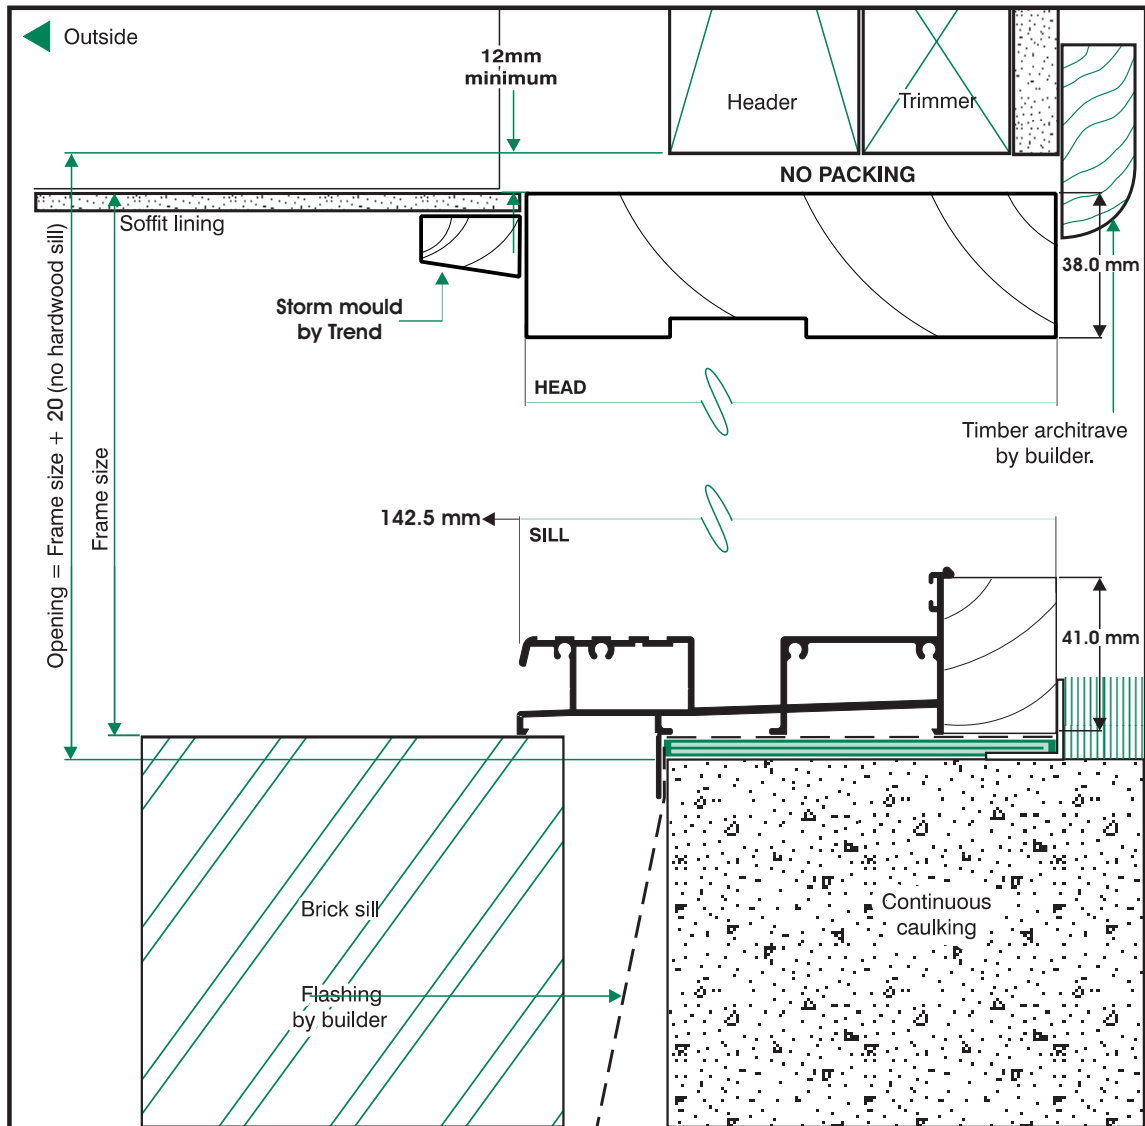 Outside
12mm
minimum
Header
Trimmer
NO PACKING
Soffit lining
38.0 mm
Storm mould
by Trend
HEAD
Opening = Frame size + 20 (no hardwood sill)
Frame size
Timber architrave
by builder.
142.5 mm
SILL
41.0 mm
Brick sill
Continuous
caulking
Flashing
by builder